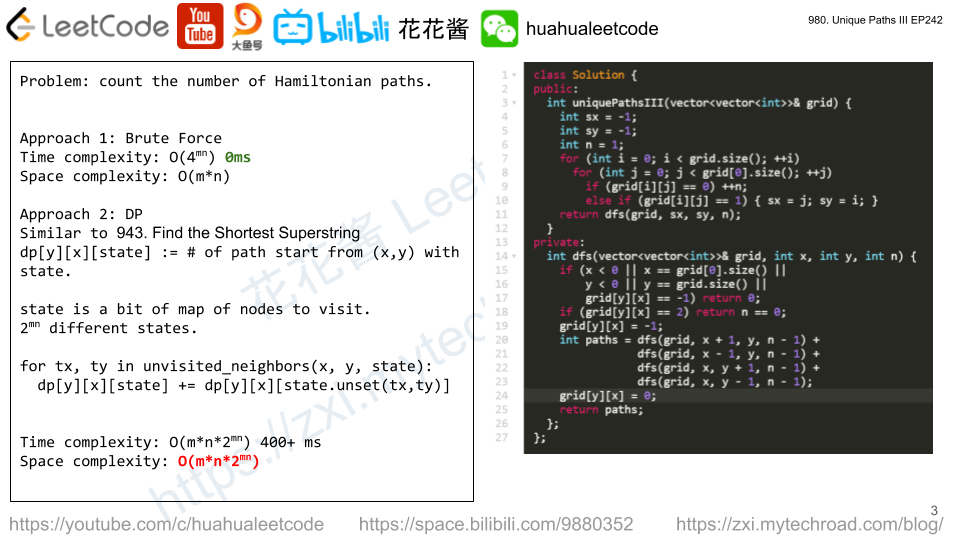 LeetCode
You
Tube
大鱼号
bilibili
花花酱
huahualeetcode
980. Unique Paths III EP242
Problem: count the number of Hamiltonian paths.
Approach 1: Brute Force
Time complexity: O(4ᵐⁿ) 0ms
Space complexity: O(m*n)
Approach 2: DP
Similar to 943. Find the Shortest Superstring
dp[y][x][state] := # of path start from (x,y) with
state.
state is a bit of map of nodes to visit.
2ᵐⁿ different states.
for tx, ty in unvisited_neighbors(x, y, state):
  dp[y][x][state] += dp[y][x][state.unset(tx,ty)]
Time complexity: O(m*n*2ᵐⁿ) 400+ ms
Space complexity: O(m*n*2ᵐⁿ)
花花酱 Leet
https://zxi.mytech
1 class Solution {
2 public:
3   int uniquePathsIII(vector<vector<int>>& grid) {
4     int sx = -1;
5     int sy = -1;
6     int n = 1;
7     for (int i = 0; i < grid.size(); ++i)
8       for (int j = 0; j < grid[0].size(); ++j)
9         if (grid[i][j] == 0) ++n;
10         else if (grid[i][j] == 1) { sx = j; sy = i; }
11     return dfs(grid, sx, sy, n);
12   }
13 private:
14   int dfs(vector<vector<int>>& grid, int x, int y, int n) {
15     if (x < 0 || x == grid[0].size() ||
16         y < 0 || y == grid.size() ||
17         grid[y][x] == -1) return 0;
18     if (grid[y][x] == 2) return n == 0;
19     grid[y][x] = -1;
20     int paths = dfs(grid, x + 1, y, n - 1) +
21                 dfs(grid, x - 1, y, n - 1) +
22                 dfs(grid, x, y + 1, n - 1) +
23                 dfs(grid, x, y - 1, n - 1);
24     grid[y][x] = 0;
25     return paths;
26   };
27 };
3
https://youtube.com/c/huahualeetcode
https://space.bilibili.com/9880352
https://zxi.mytechroad.com/blog/